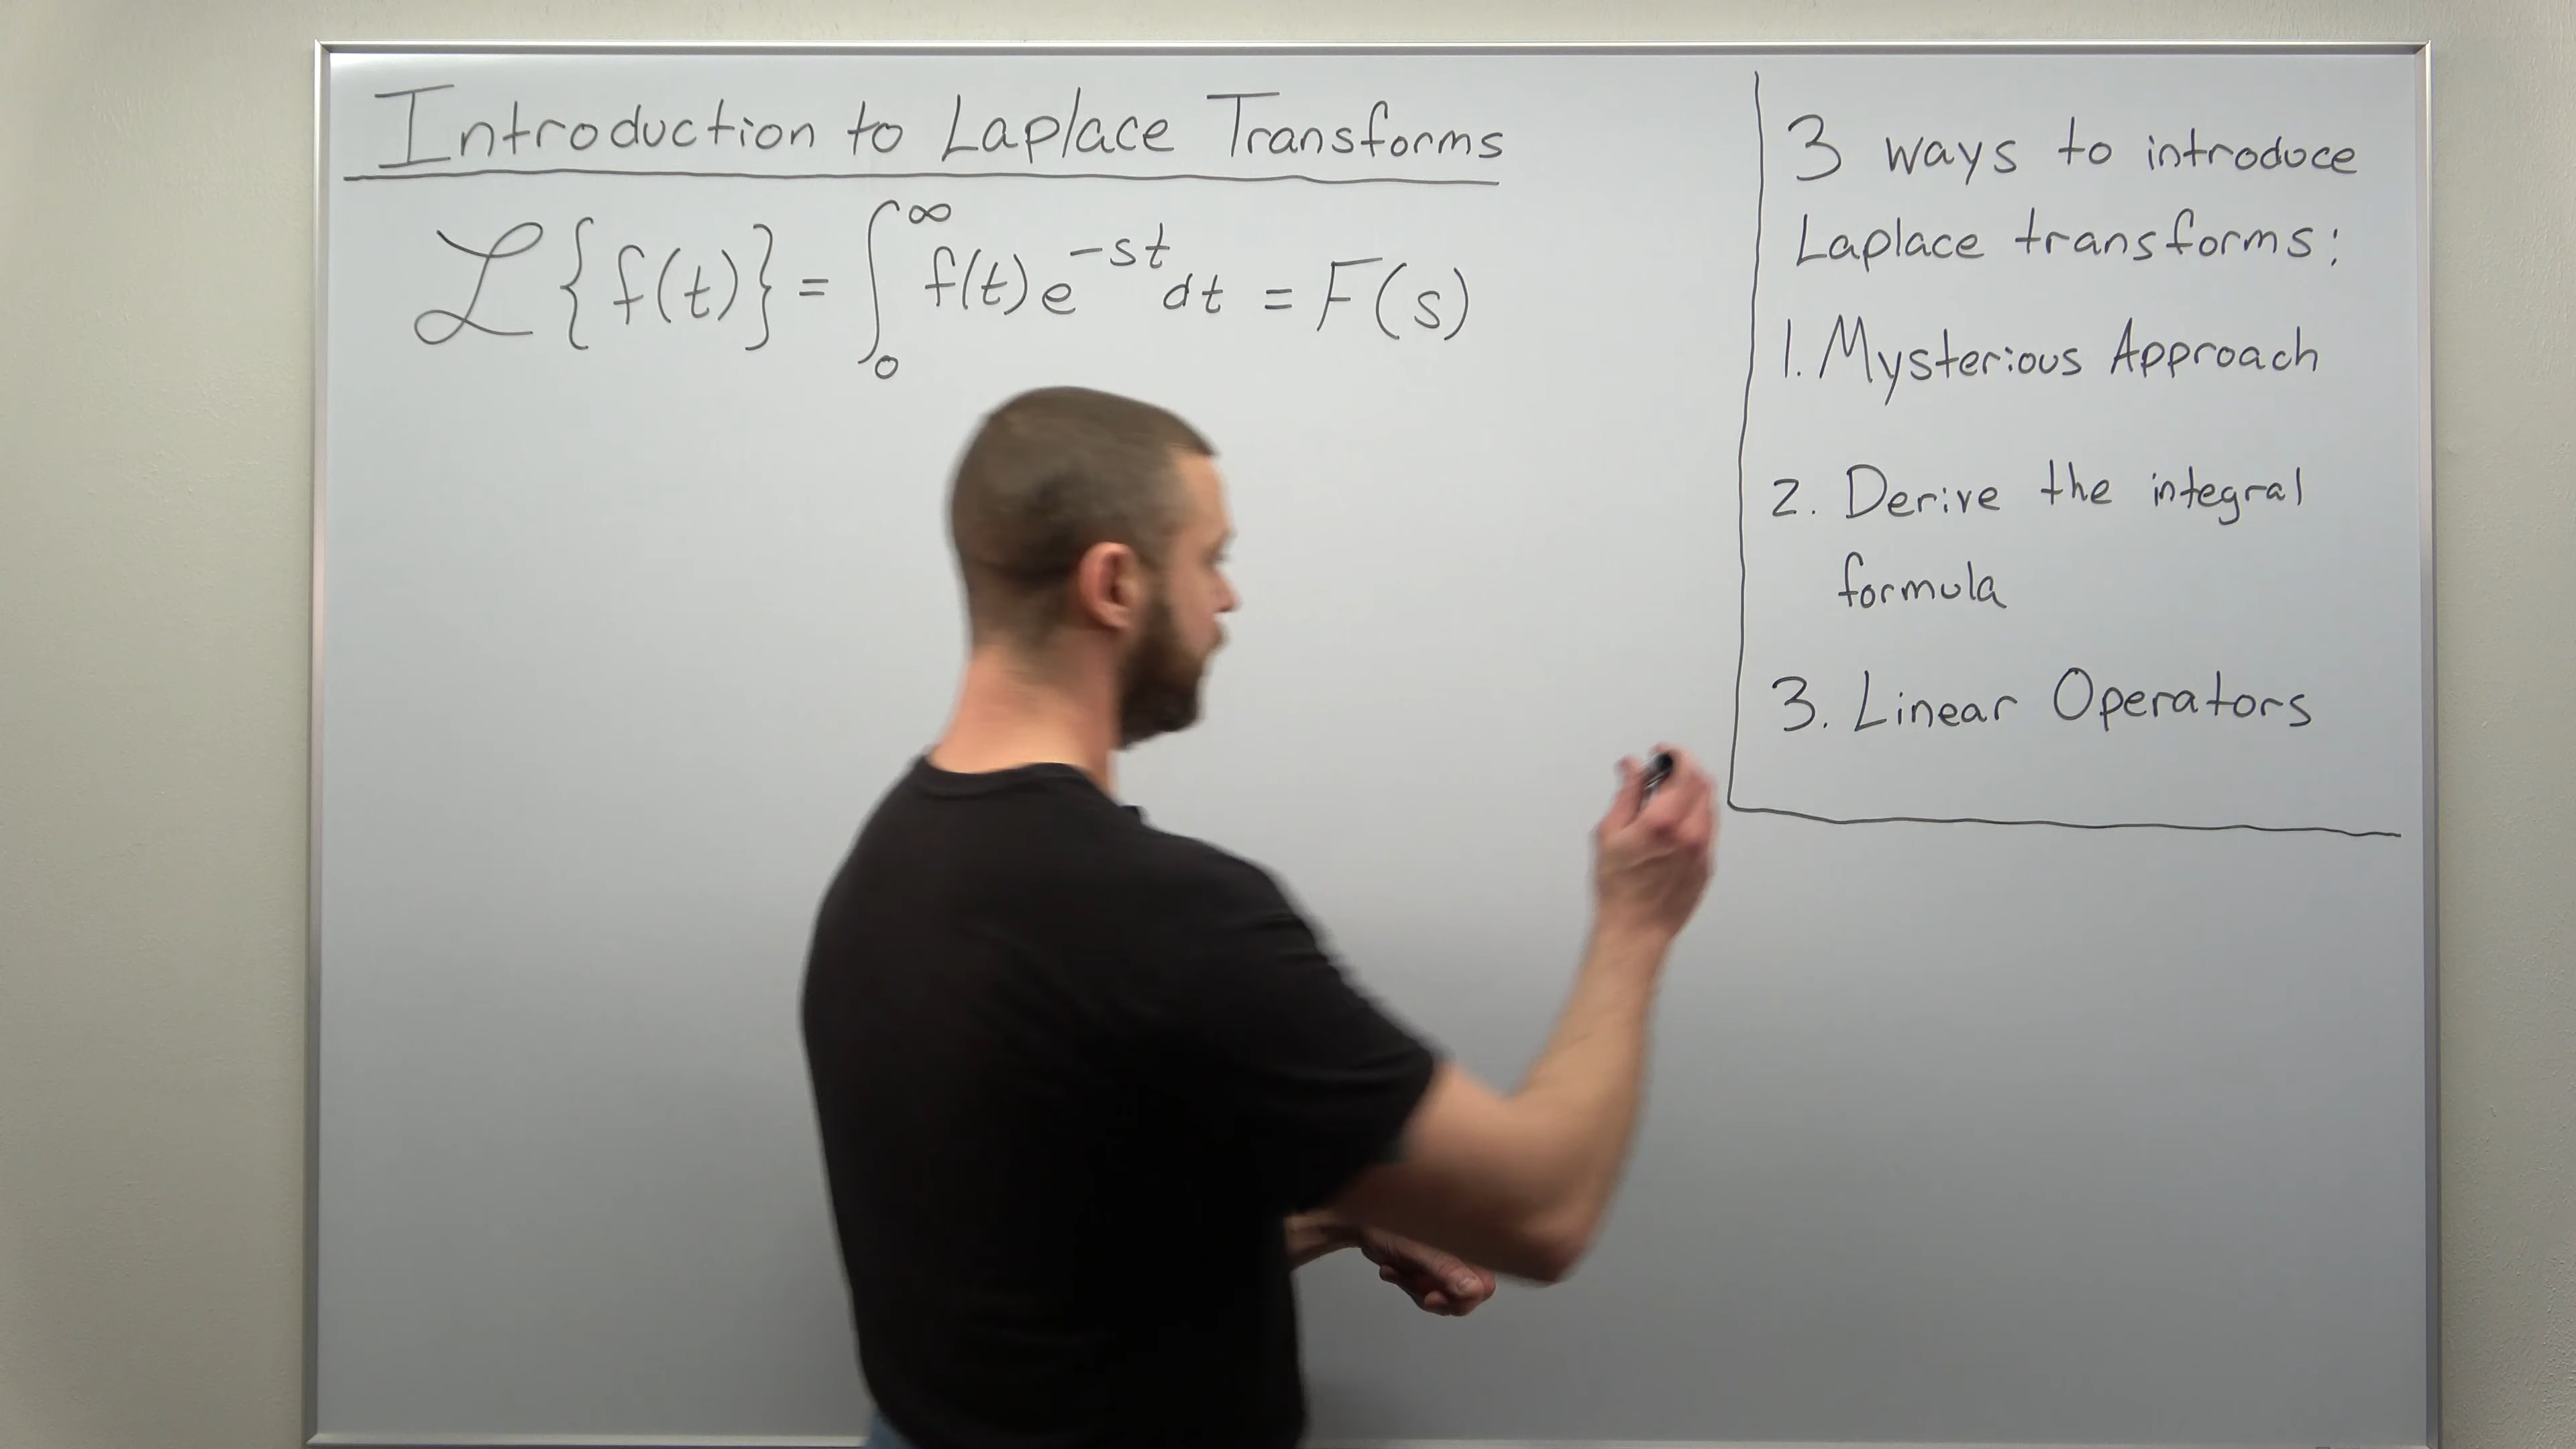 Introduction to Laplace Transforms
ℒ{f(t)} = ∫₀^∞ f(t)e^{-st}dt = F(s)
3 ways to introduce
Laplace transforms:
1. Mysterious Approach
2. Derive the integral
formula
3. Linear Operators